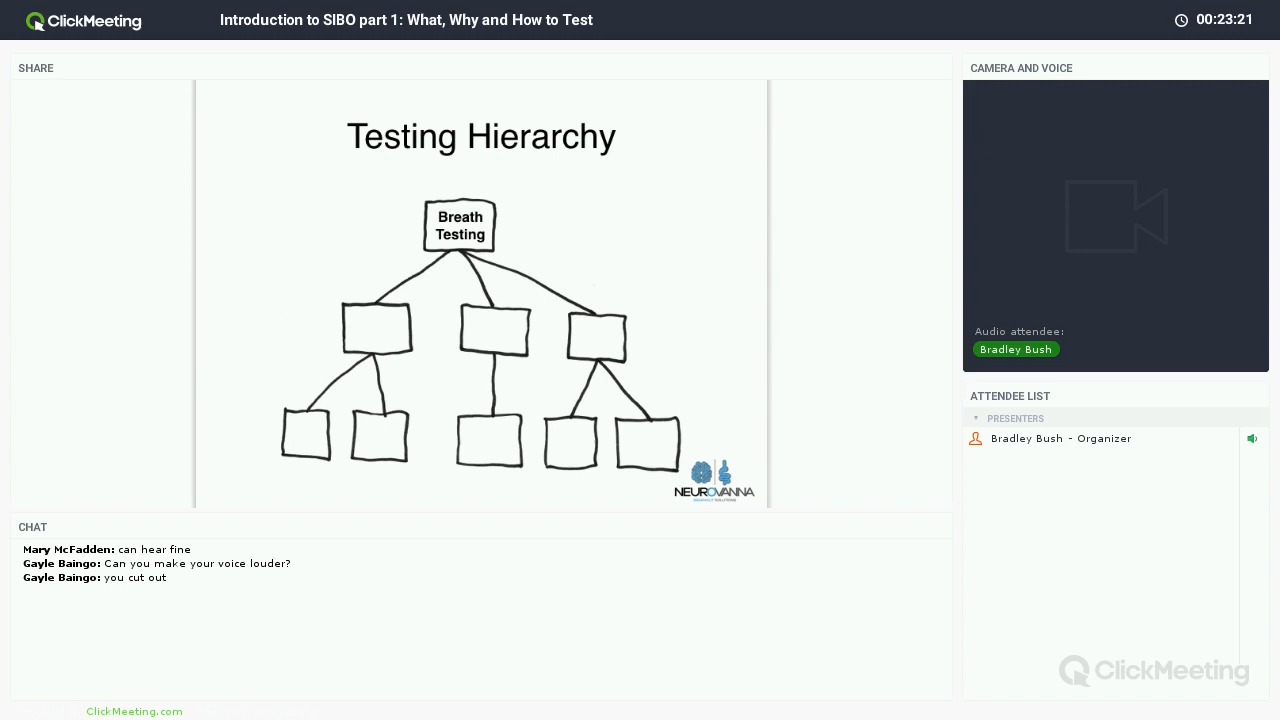 ClickMeeting
Introduction to SIBO part 1: What, Why and How to Test
00:23:21
SHARE
Testing Hierarchy
Breath
Testing
NEUROVANNA
CAMERA AND VOICE
Audio attendee:
Bradley Bush
ATTENDEE LIST
PRESENTERS
Bradley Bush - Organizer
CHAT
Mary McFadden: can hear fine
Gayle Baingo: Can you make your voice louder?
Gayle Baingo: you cut out
ClickMeeting
ClickMeeting.com